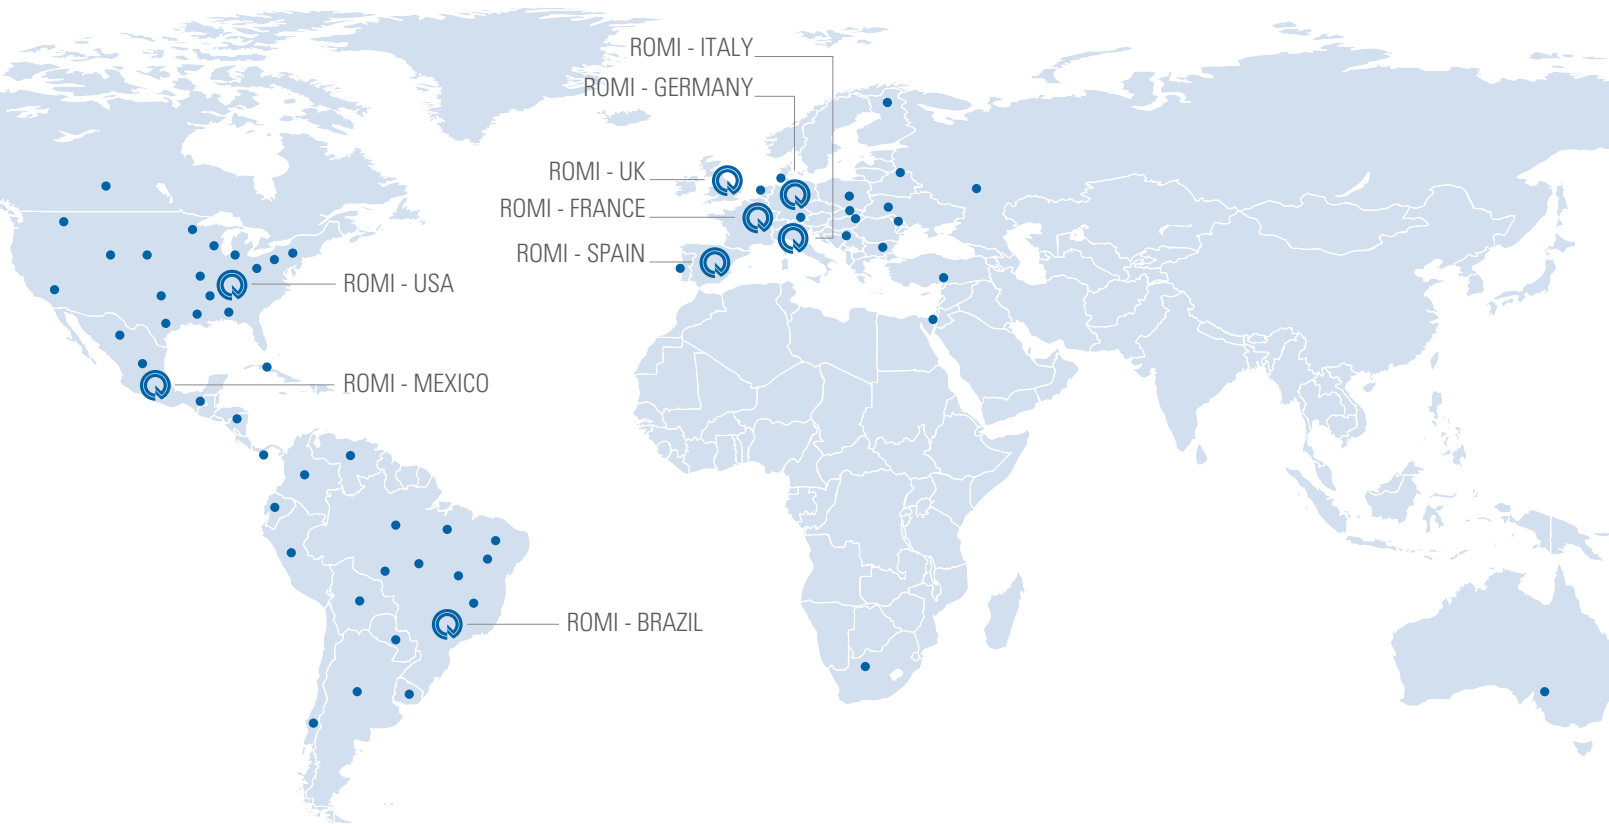 ROMI - ITALY
ROMI - GERMANY
ROMI - UK
ROMI - FRANCE
ROMI - SPAIN
ROMI - USA
ROMI - MEXICO
ROMI - BRAZIL